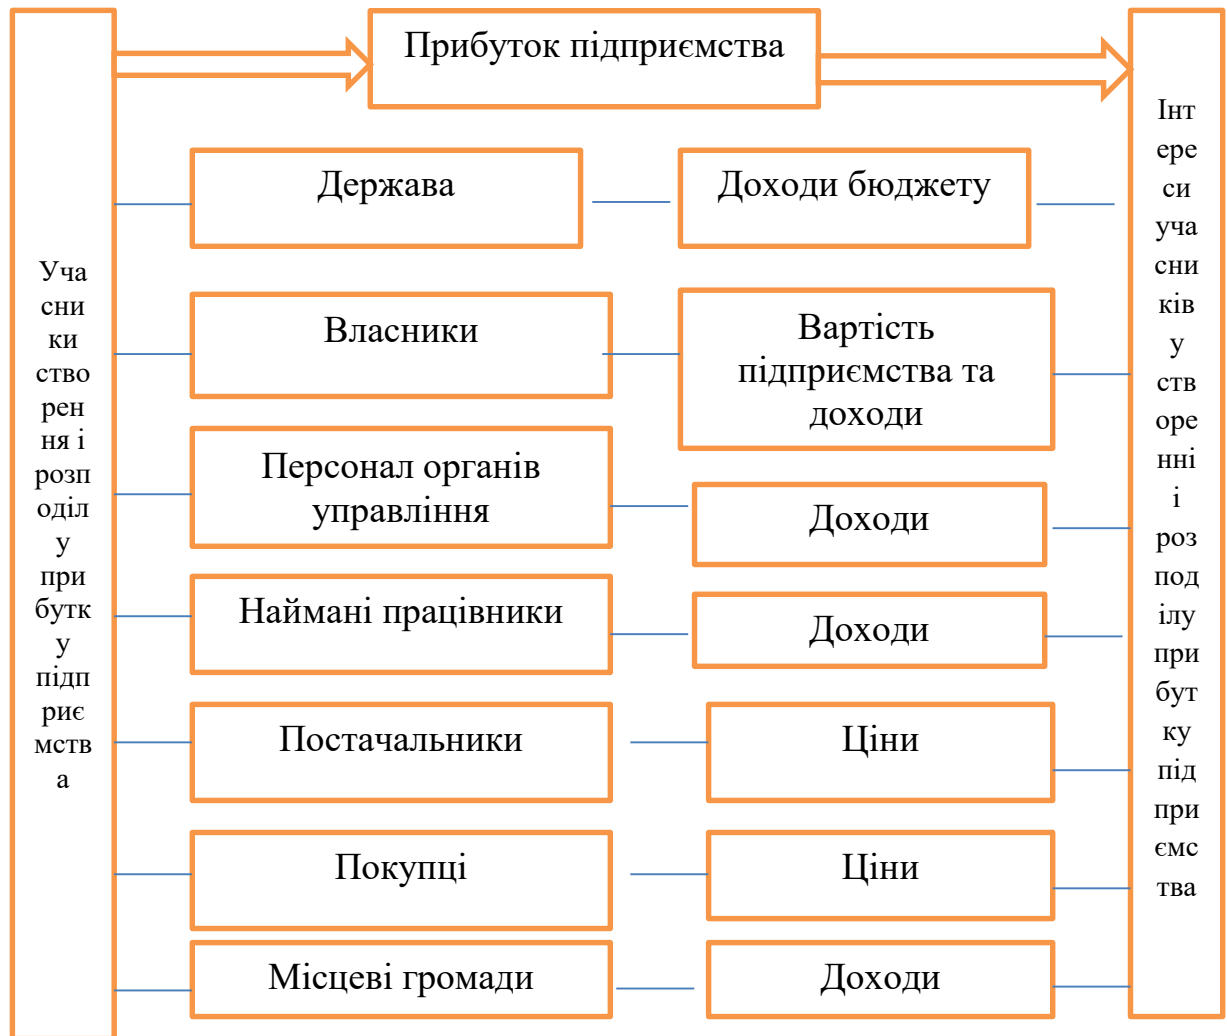 Прибуток підприємства
Уча
сни
ки
ство
рен
ня і
розп
оділ
у
при
бутк
у
підп
риє
мств
а
Держава
Доходи бюджету
Власники
Вартість
підприємства та
доходи
Персонал органів
управління
Доходи
Наймані працівники
Доходи
Постачальники
Ціни
Покупці
Ціни
Місцеві громади
Доходи
Інт
ере
си
уча
сни
ків
у
ств
оре
нні
і
роз
под
ілу
при
бут
ку
під
при
ємс
тва